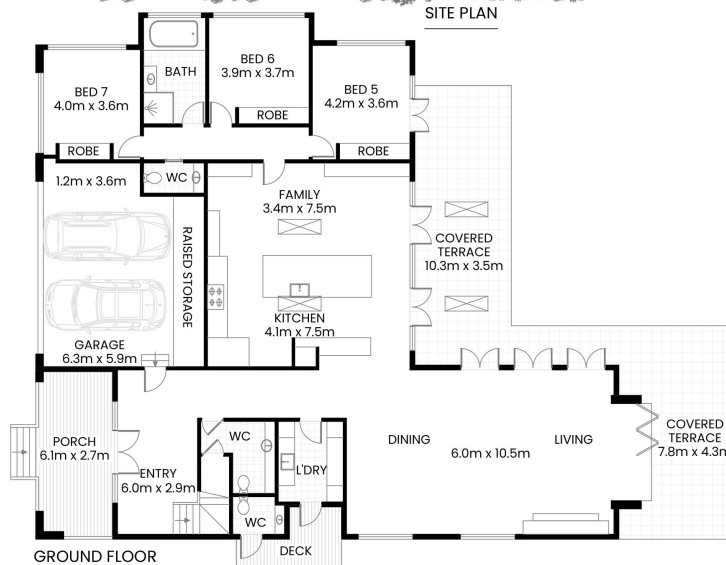 SITE PLAN
BED 7
4.0m x 3.6m
BATH
BED 6
3.9m x 3.7m
BED 5
4.2m x 3.6m
ROBE
ROBE
ROBE
1.2m x 3.6m
WC
FAMILY
3.4m x 7.5m
RAISED STORAGE
COVERED
TERRACE
10.3m x 3.5m
KITCHEN
4.1m x 7.5m
GARAGE
6.3m x 5.9m
PORCH
6.1m x 2.7m
ENTRY
6.0m x 2.9m
WC
L'DRY
DINING
6.0m x 10.5m
LIVING
COVERED
TERRACE
7.8m x 4.3m
WC
DECK
GROUND FLOOR